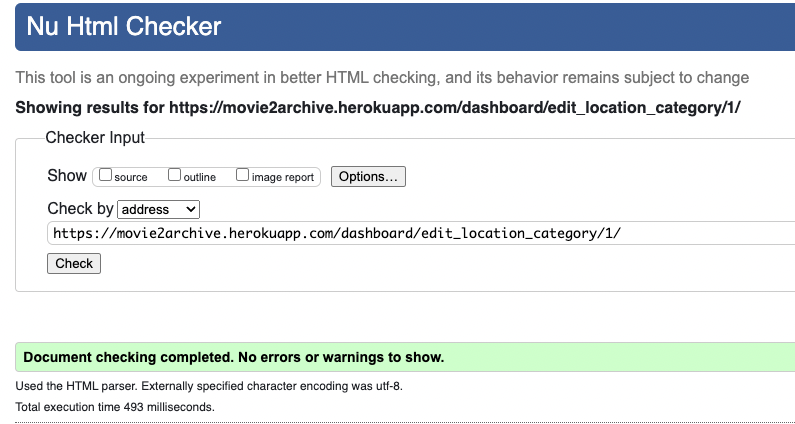 Nu Html Checker
This tool is an ongoing experiment in better HTML checking, and its behavior remains subject to change
Showing results for https://movie2archive.herokuapp.com/dashboard/edit_location_category/1/
Checker Input
Show source outline image report Options...
Check by address
https://movie2archive.herokuapp.com/dashboard/edit_location_category/1/
Check
Document checking completed. No errors or warnings to show.
Used the HTML parser. Externally specified character encoding was utf-8.
Total execution time 493 milliseconds.